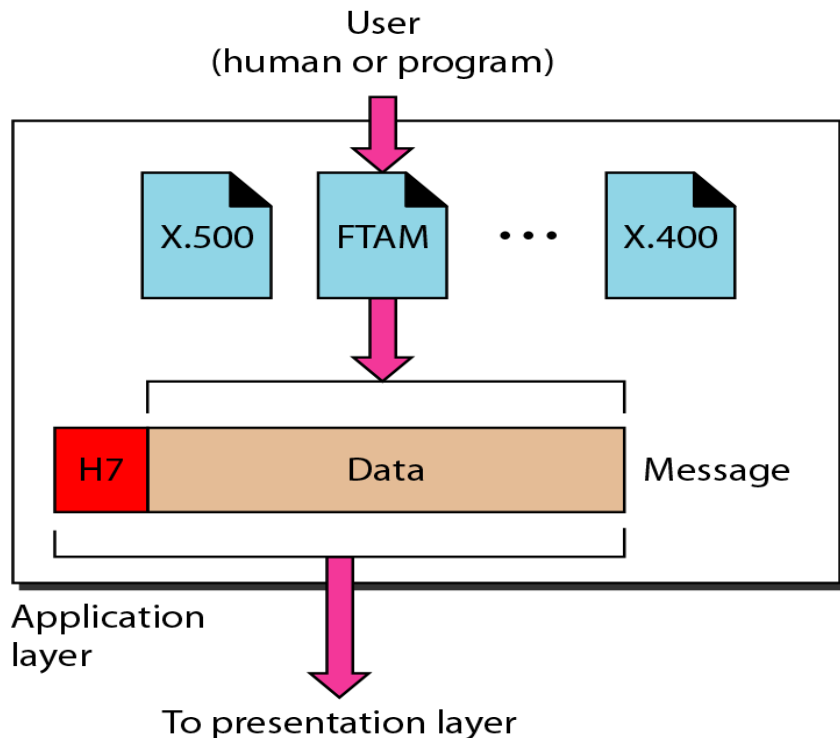 User
(human or program)
X.500
FTAM
...
X.400
H7
Data
Message
Application
layer
To presentation layer